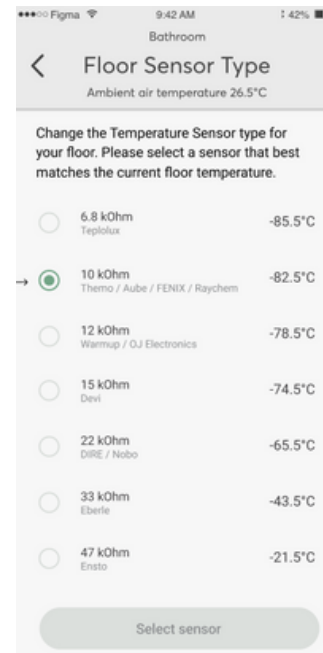 Figma 9:42 AM 42%
Bathroom
Floor Sensor Type
Ambient air temperature 26.5°C
Change the Temperature Sensor type for
your floor. Please select a sensor that best
matches the current floor temperature.
6.8 kOhm -85.5°C
Teplolux
10 kOhm -82.5°C
Themo / Aube / FENIX / Raychem
12 kOhm -78.5°C
Warmup / OJ Electronics
15 kOhm -74.5°C
Devi
22 kOhm -65.5°C
DIRE / Nobo
33 kOhm -43.5°C
Eberle
47 kOhm -21.5°C
Ensto
Select sensor